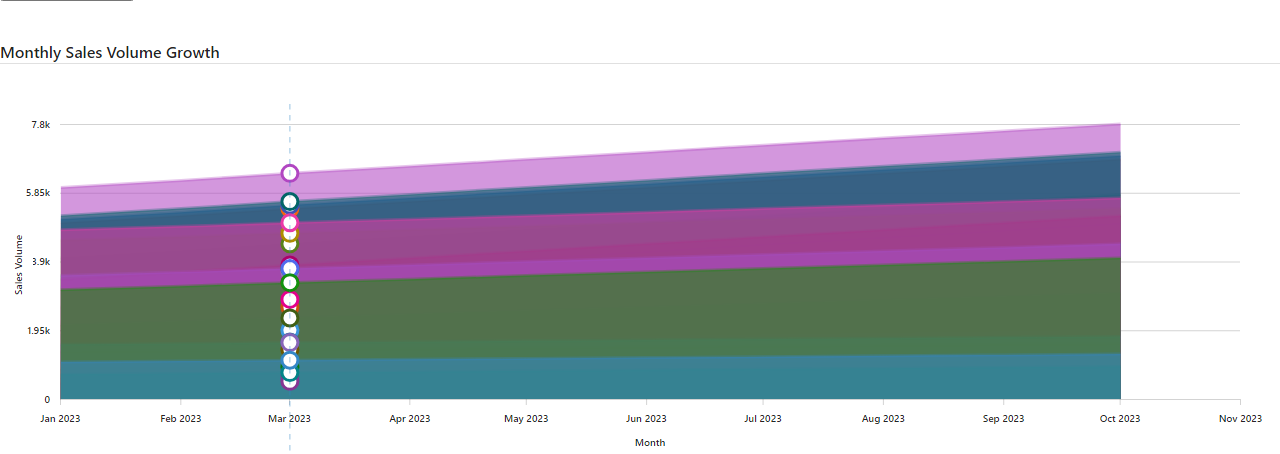 Monthly Sales Volume Growth
7.8k
5.85k
3.9k
1.95k
0
Sales Volume
Jan 2023 Feb 2023 Mar 2023 Apr 2023 May 2023 Jun 2023 Jul 2023 Aug 2023 Sep 2023 Oct 2023 Nov 2023
Month